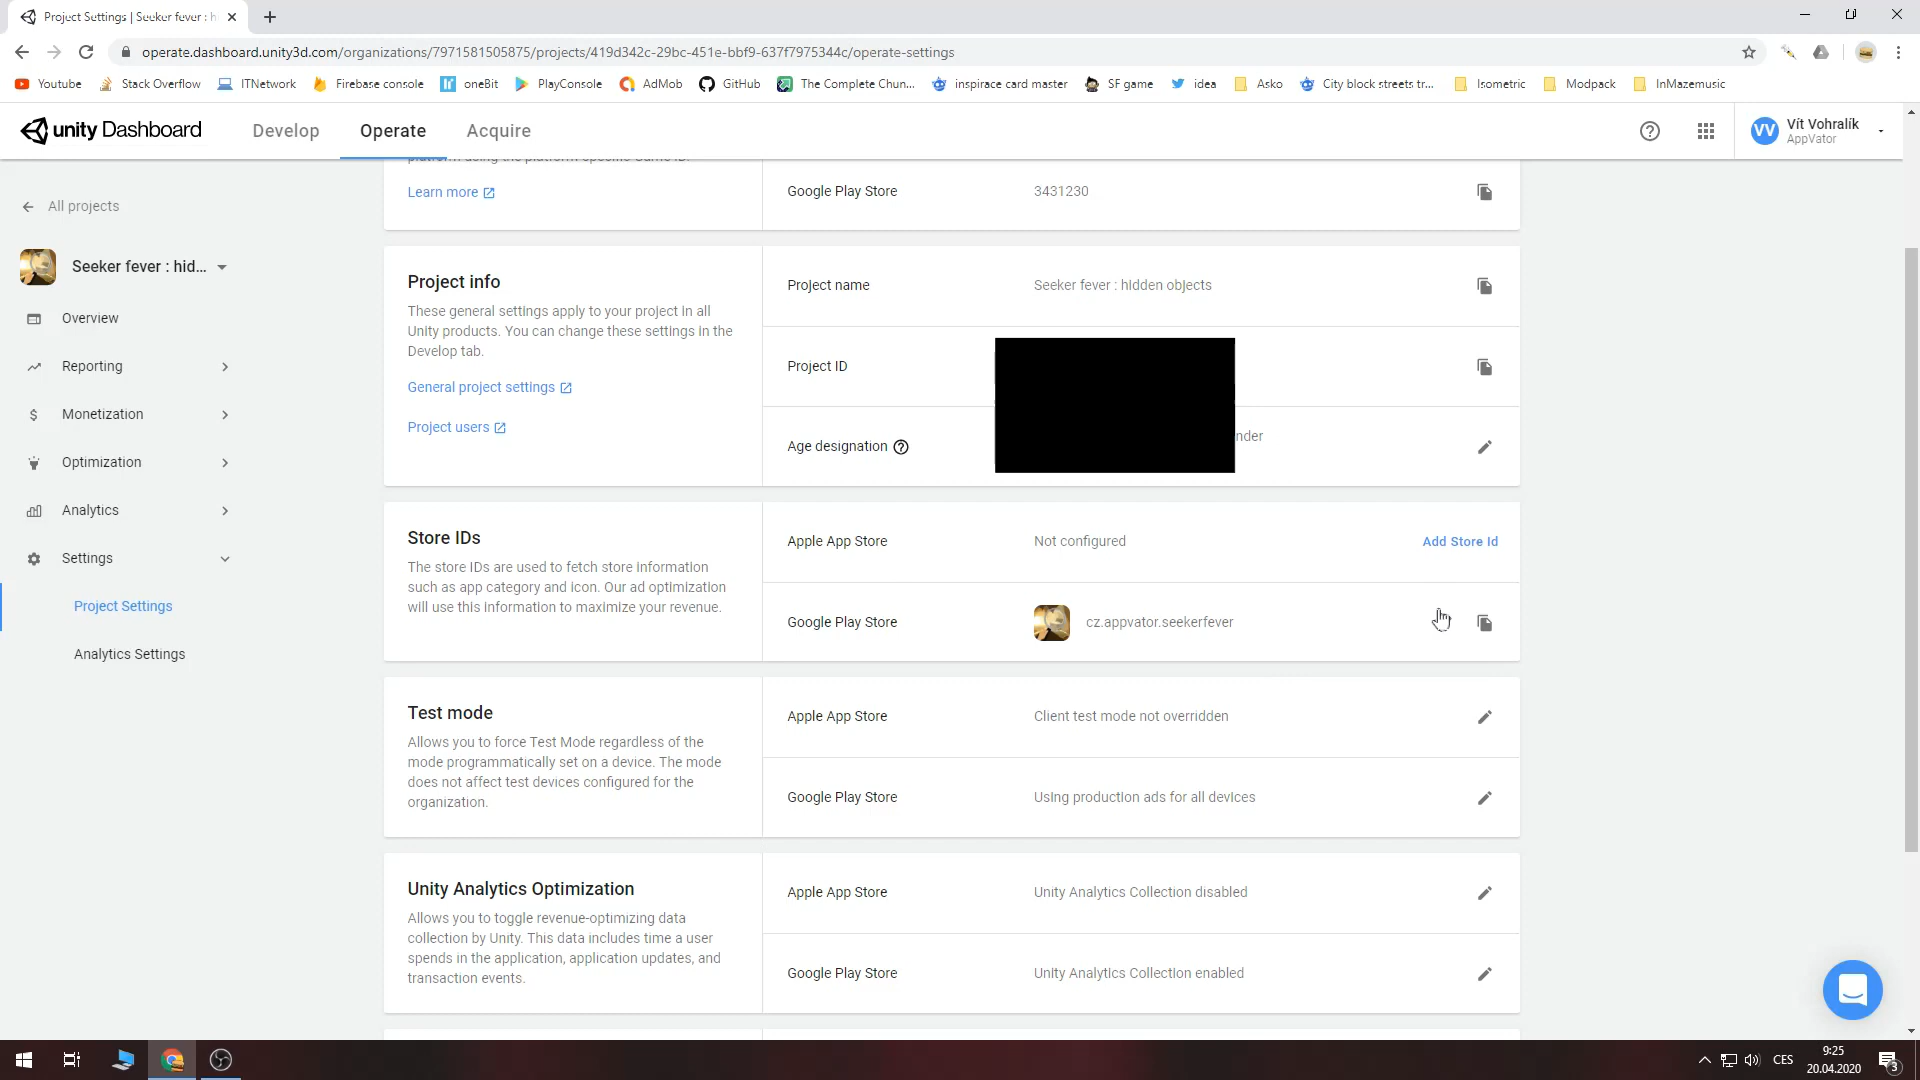 Project Settings | Seeker fever : h
operate.dashboard.unity3d.com/organizations/7971581505875/projects/419d342c-29bc-451e-bbf9-637f7975344c/operate-settings
Youtube
Stack Overflow
ITNetwork
Firebase console
oneBit
PlayConsole
AdMob
GitHub
The Complete Chun...
inspirace card master
SF game
idea
Asko
City block streets tr...
Isometric
Modpack
InMazemusic
unity Dashboard
Develop
Operate
Acquire
VV
Vít Vohralík
AppVator
All projects
Seeker fever : hid...
Overview
Reporting
Monetization
Optimization
Analytics
Settings
Project Settings
Analytics Settings
platform using the platform-specific Game ID.
Learn more
Google Play Store
3431230
Project info
These general settings apply to your project in all
Unity products. You can change these settings in the
Develop tab.
General project settings
Project users
Project name
Seeker fever : hidden objects
Project ID
Age designation
nder
Store IDs
The store IDs are used to fetch store information
such as app category and icon. Our ad optimization
will use this information to maximize your revenue.
Apple App Store
Not configured
Add Store Id
Google Play Store
cz.appvator.seekerfever
Test mode
Allows you to force Test Mode regardless of the
mode programmatically set on a device. The mode
does not affect test devices configured for the
organization.
Apple App Store
Client test mode not overridden
Google Play Store
Using production ads for all devices
Unity Analytics Optimization
Allows you to toggle revenue-optimizing data
collection by Unity. This data includes time a user
spends in the application, application updates, and
transaction events.
Apple App Store
Unity Analytics Collection disabled
Google Play Store
Unity Analytics Collection enabled
CES
9:25
20.04.2020
3